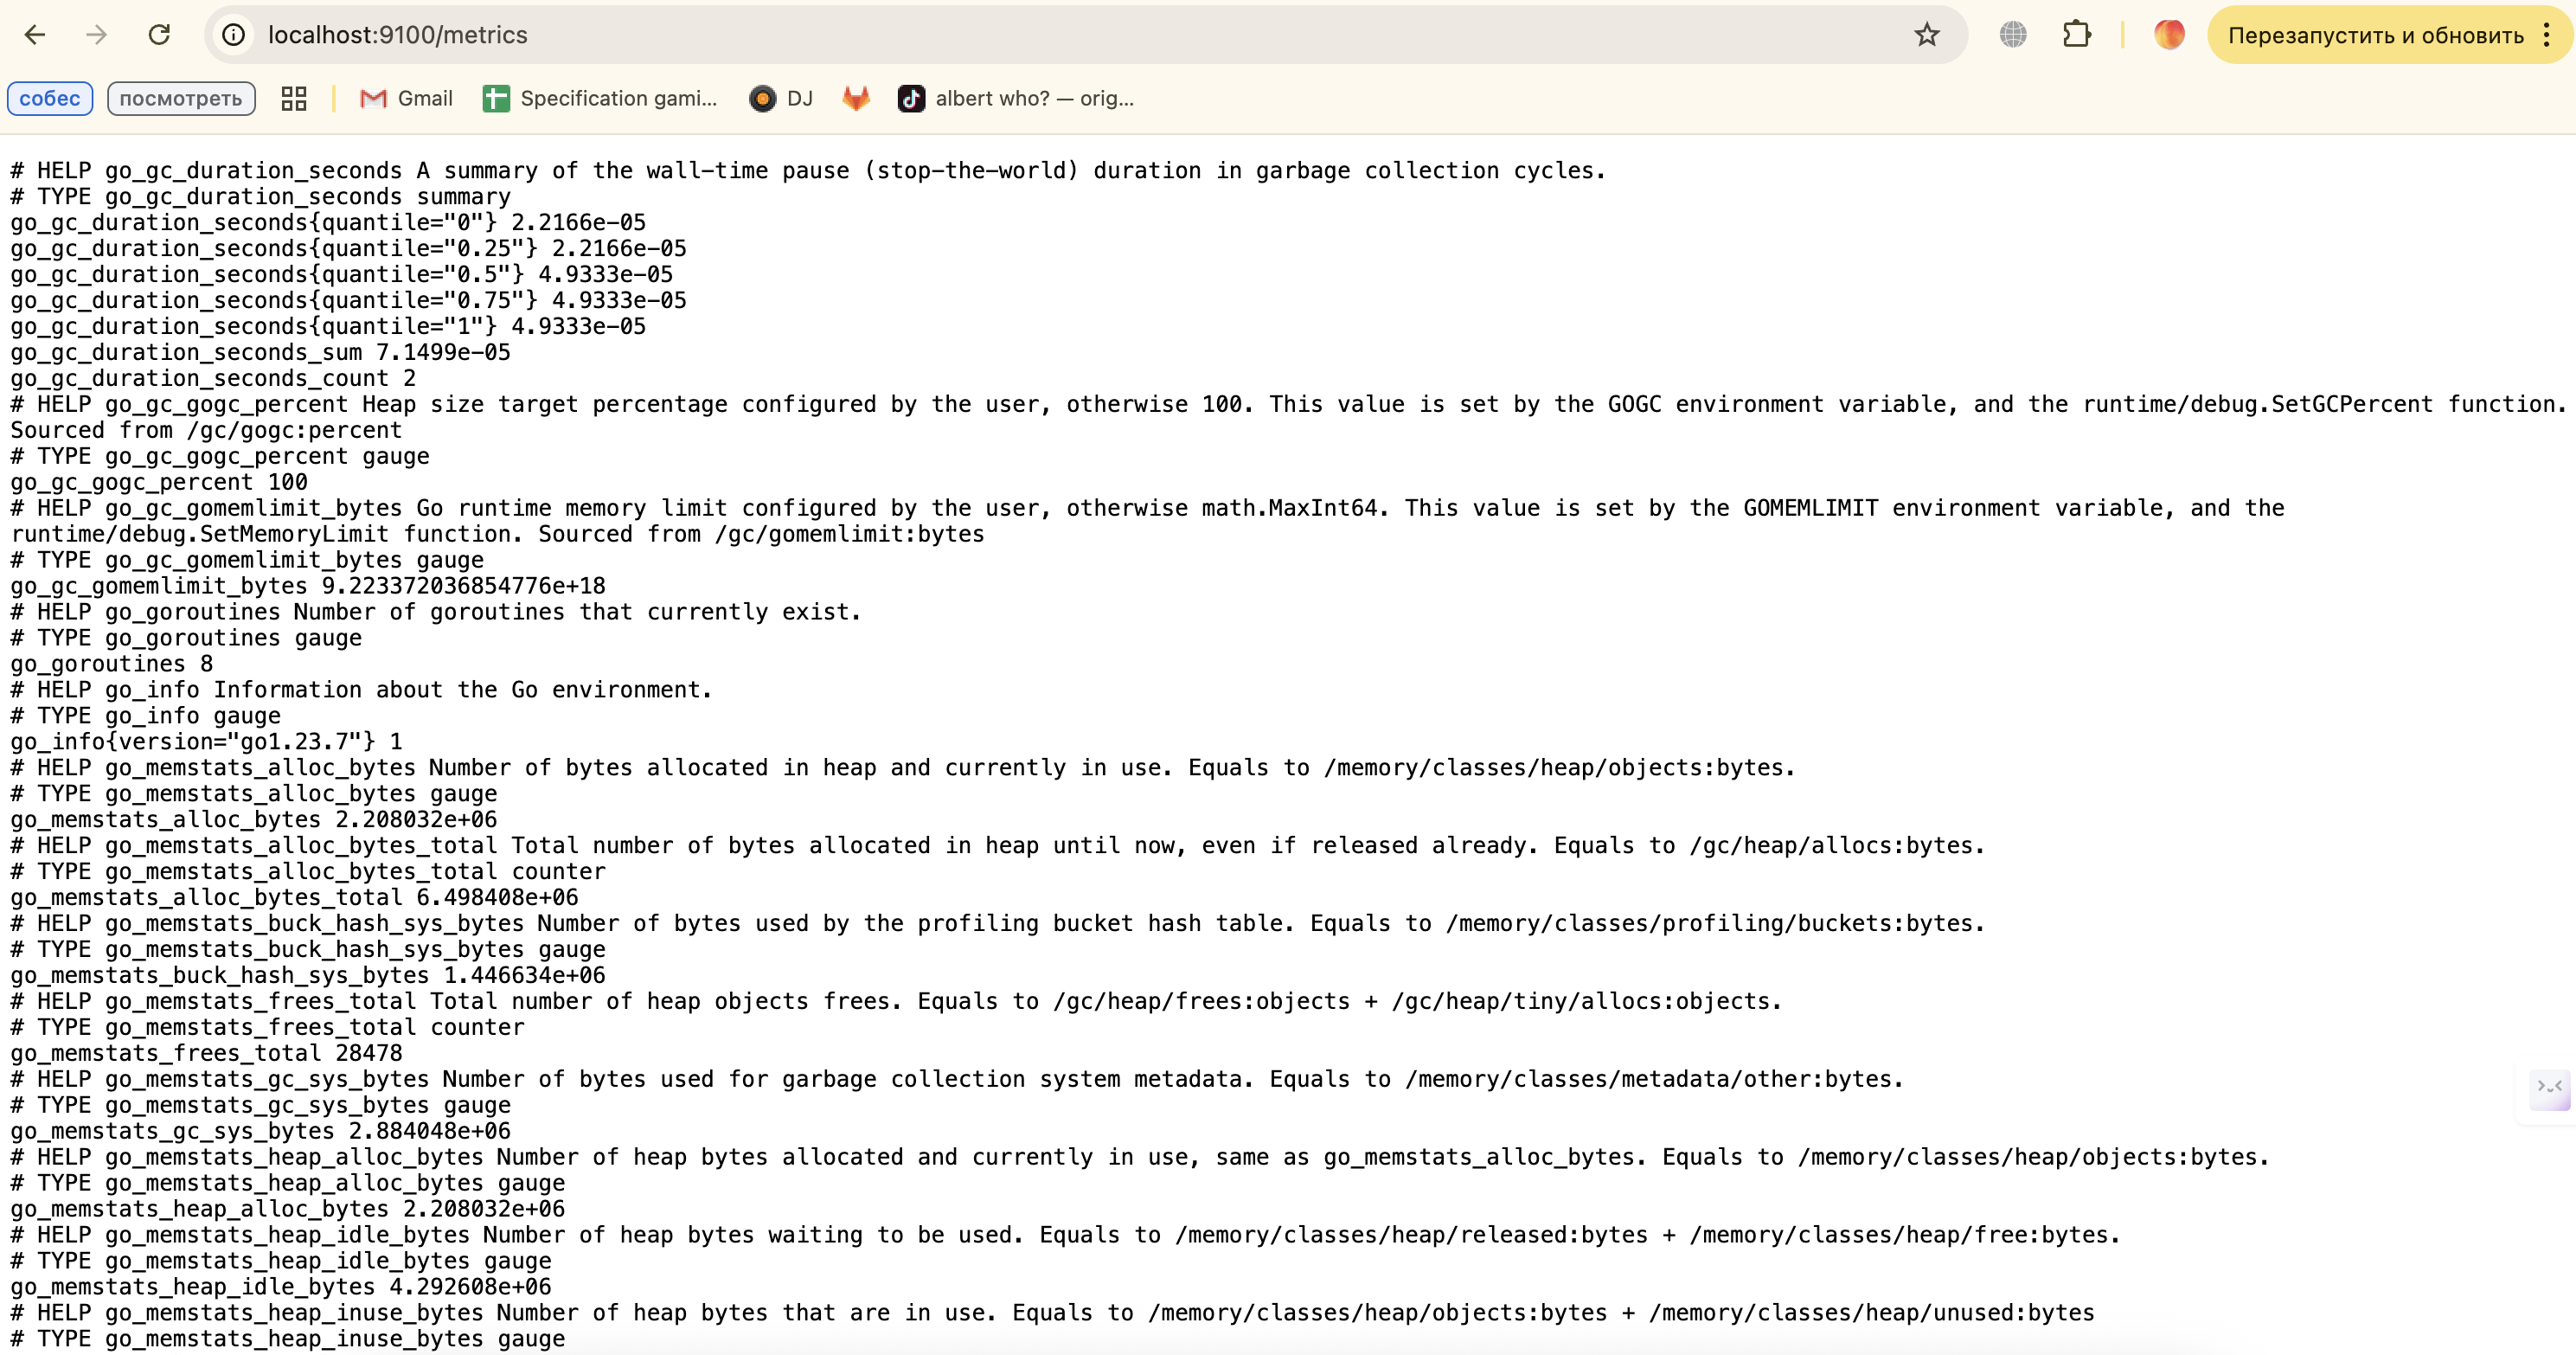 localhost:9100/metrics
Перезапустить и обновить
собес
посмотреть
Gmail
Specification gami...
DJ
albert who? — orig...
# HELP go_gc_duration_seconds A summary of the wall-time pause (stop-the-world) duration in garbage collection cycles.
# TYPE go_gc_duration_seconds summary
go_gc_duration_seconds{quantile="0"} 2.2166e-05
go_gc_duration_seconds{quantile="0.25"} 2.2166e-05
go_gc_duration_seconds{quantile="0.5"} 4.9333e-05
go_gc_duration_seconds{quantile="0.75"} 4.9333e-05
go_gc_duration_seconds{quantile="1"} 4.9333e-05
go_gc_duration_seconds_sum 7.1499e-05
go_gc_duration_seconds_count 2
# HELP go_gc_gogc_percent Heap size target percentage configured by the user, otherwise 100. This value is set by the GOGC environment variable, and the runtime/debug.SetGCPercent function.
Sourced from /gc/gogc:percent
# TYPE go_gc_gogc_percent gauge
go_gc_gogc_percent 100
# HELP go_gc_gomemlimit_bytes Go runtime memory limit configured by the user, otherwise math.MaxInt64. This value is set by the GOMEMLIMIT environment variable, and the
runtime/debug.SetMemoryLimit function. Sourced from /gc/gomemlimit:bytes
# TYPE go_gc_gomemlimit_bytes gauge
go_gc_gomemlimit_bytes 9.223372036854776e+18
# HELP go_goroutines Number of goroutines that currently exist.
# TYPE go_goroutines gauge
go_goroutines 8
# HELP go_info Information about the Go environment.
# TYPE go_info gauge
go_info{version="go1.23.7"} 1
# HELP go_memstats_alloc_bytes Number of bytes allocated in heap and currently in use. Equals to /memory/classes/heap/objects:bytes.
# TYPE go_memstats_alloc_bytes gauge
go_memstats_alloc_bytes 2.208032e+06
# HELP go_memstats_alloc_bytes_total Total number of bytes allocated in heap until now, even if released already. Equals to /gc/heap/allocs:bytes.
# TYPE go_memstats_alloc_bytes_total counter
go_memstats_alloc_bytes_total 6.498408e+06
# HELP go_memstats_buck_hash_sys_bytes Number of bytes used by the profiling bucket hash table. Equals to /memory/classes/profiling/buckets:bytes.
# TYPE go_memstats_buck_hash_sys_bytes gauge
go_memstats_buck_hash_sys_bytes 1.446634e+06
# HELP go_memstats_frees_total Total number of heap objects frees. Equals to /gc/heap/frees:objects + /gc/heap/tiny/allocs:objects.
# TYPE go_memstats_frees_total counter
go_memstats_frees_total 28478
# HELP go_memstats_gc_sys_bytes Number of bytes used for garbage collection system metadata. Equals to /memory/classes/metadata/other:bytes.
# TYPE go_memstats_gc_sys_bytes gauge
go_memstats_gc_sys_bytes 2.884048e+06
# HELP go_memstats_heap_alloc_bytes Number of heap bytes allocated and currently in use, same as go_memstats_alloc_bytes. Equals to /memory/classes/heap/objects:bytes.
# TYPE go_memstats_heap_alloc_bytes gauge
go_memstats_heap_alloc_bytes 2.208032e+06
# HELP go_memstats_heap_idle_bytes Number of heap bytes waiting to be used. Equals to /memory/classes/heap/released:bytes + /memory/classes/heap/free:bytes.
# TYPE go_memstats_heap_idle_bytes gauge
go_memstats_heap_idle_bytes 4.292608e+06
# HELP go_memstats_heap_inuse_bytes Number of heap bytes that are in use. Equals to /memory/classes/heap/objects:bytes + /memory/classes/heap/unused:bytes
# TYPE go_memstats_heap_inuse_bytes gauge